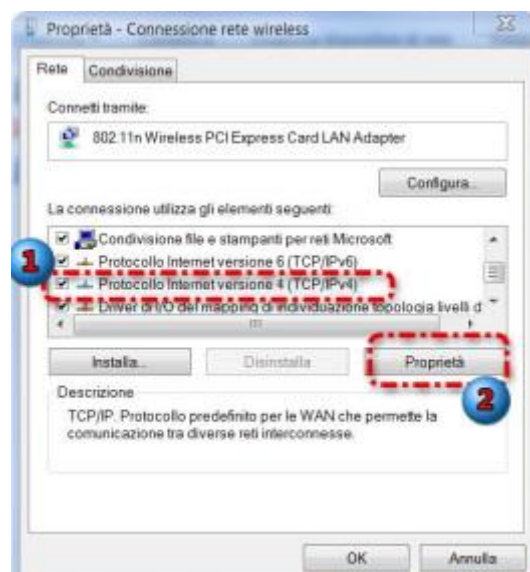 Proprietà - Connessione rete wireless
Rete Condivisione
Connetti tramite:
802.11n Wireless PCI Express Card LAN Adapter
Configura...
La connessione utilizza gli elementi seguenti:
Condivisione file e stampanti per reti Microsoft
1
Protocollo Internet versione 6 (TCP/IPv6)
Protocollo Internet versione 4 (TCP/IPv4)
Driver di I/O del mapping di individuazione topologia livelli d
Installa... Disinstalla Proprietà
2
Descrizione
TCP/IP. Protocollo predefinito per le WAN che permette la
comunicazione tra diverse reti interconnesse.
OK Annulla